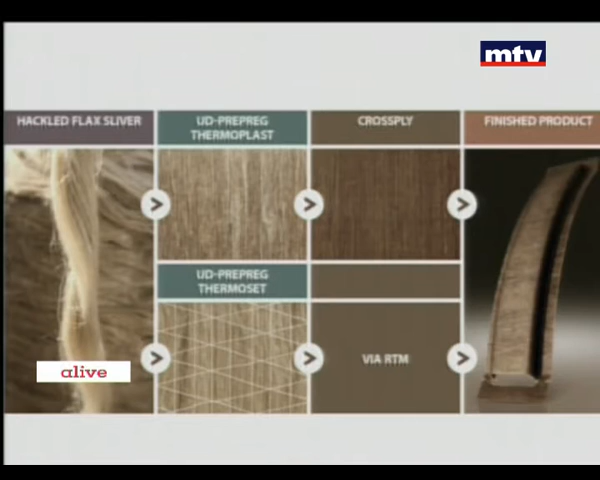 mtv
HACKLED FLAX SLIVER
UD-PREPREG
THERMOPLAST
CROSSPLY
FINISHED PRODUCT
UD-PREPREG
THERMOSET
VIA RTM
alive